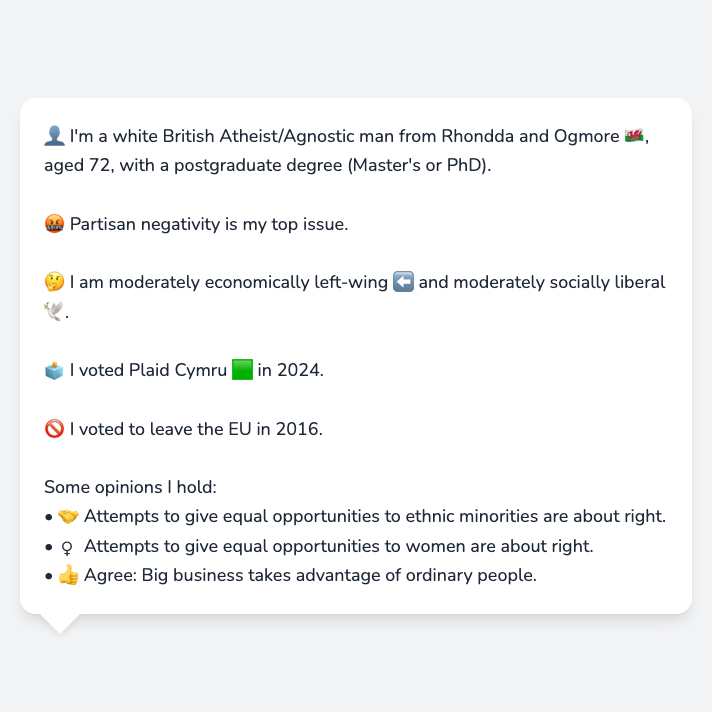 👤 I'm a white British Atheist/Agnostic man from Rhondda and Ogmore 🏴󠁧󠁢󠁷󠁬󠁳󠁿,
aged 72, with a postgraduate degree (Master's or PhD).
🤬 Partisan negativity is my top issue.
🤔 I am moderately economically left-wing ⬅️ and moderately socially liberal
🕊️.
🗳️ I voted Plaid Cymru 🟩 in 2024.
🚫 I voted to leave the EU in 2016.
Some opinions I hold:
• 🤝 Attempts to give equal opportunities to ethnic minorities are about right.
• ♀ Attempts to give equal opportunities to women are about right.
• 👍 Agree: Big business takes advantage of ordinary people.